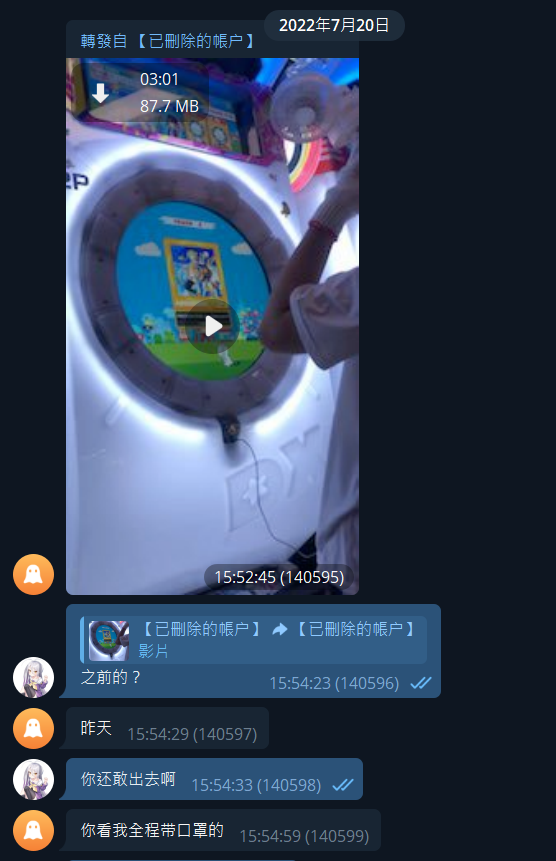 2022年7月20日
轉發自 【已刪除的帳户】
03:01
87.7 MB
2P
DX
15:52:45 (140595)
【已刪除的帳户】 ➦ 【已刪除的帳户】
影片
之前的？ 15:54:23 (140596)
昨天 15:54:29 (140597)
你还敢出去啊 15:54:33 (140598)
你看我全程带口罩的 15:54:59 (140599)